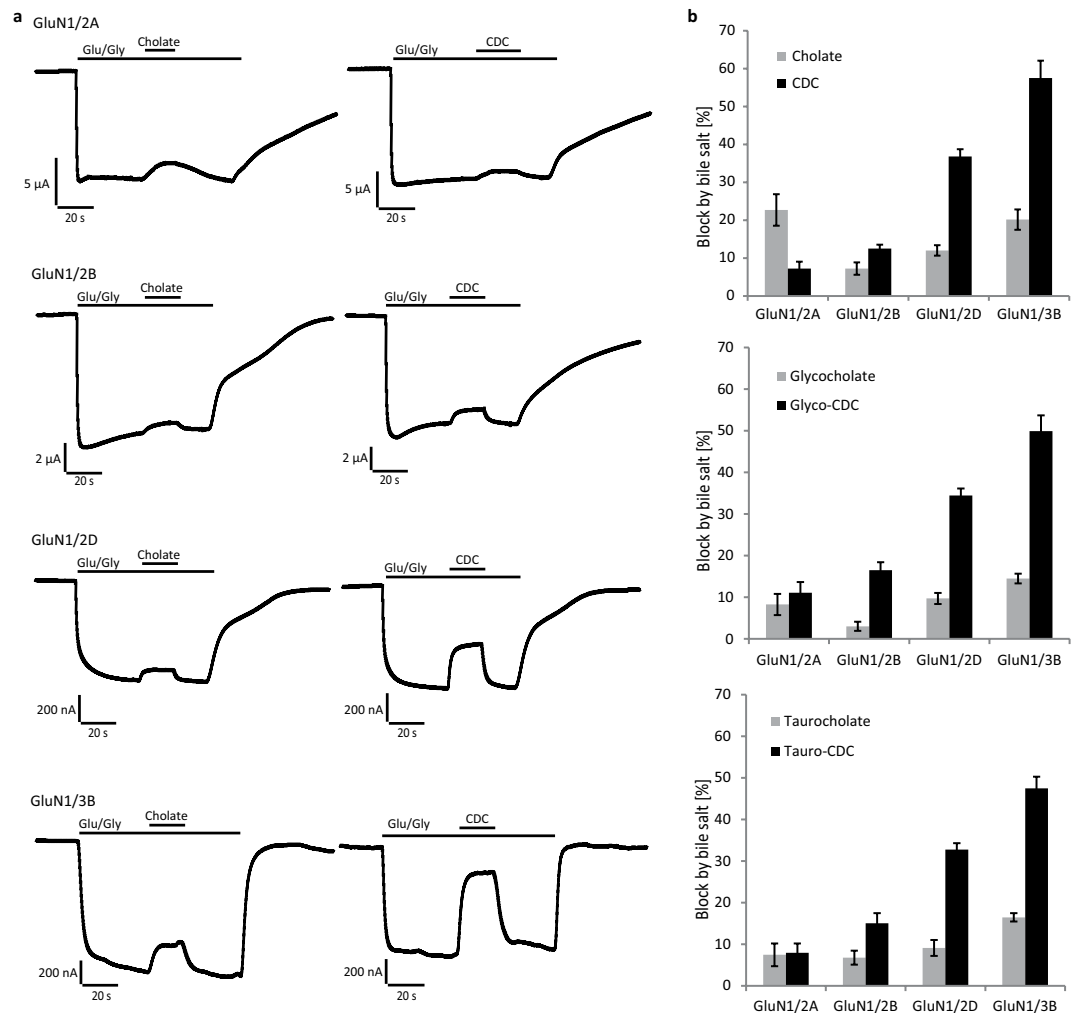 a
GluN1/2A
Glu/Gly
Cholate
5 µA
20 s
Glu/Gly
CDC
5 µA
20 s
GluN1/2B
Glu/Gly
Cholate
2 µA
20 s
Glu/Gly
CDC
2 µA
20 s
GluN1/2D
Glu/Gly
Cholate
200 nA
20 s
Glu/Gly
CDC
200 nA
20 s
GluN1/3B
Glu/Gly
Cholate
200 nA
20 s
Glu/Gly
CDC
200 nA
20 s
b
Block by bile salt [%]
70
60
50
40
30
20
10
0
Cholate
CDC
GluN1/2A GluN1/2B GluN1/2D GluN1/3B
Block by bile salt [%]
70
60
50
40
30
20
10
0
Glycocholate
Glyco-CDC
GluN1/2A GluN1/2B GluN1/2D GluN1/3B
Block by bile salt [%]
70
60
50
40
30
20
10
0
Taurocholate
Tauro-CDC
GluN1/2A GluN1/2B GluN1/2D GluN1/3B